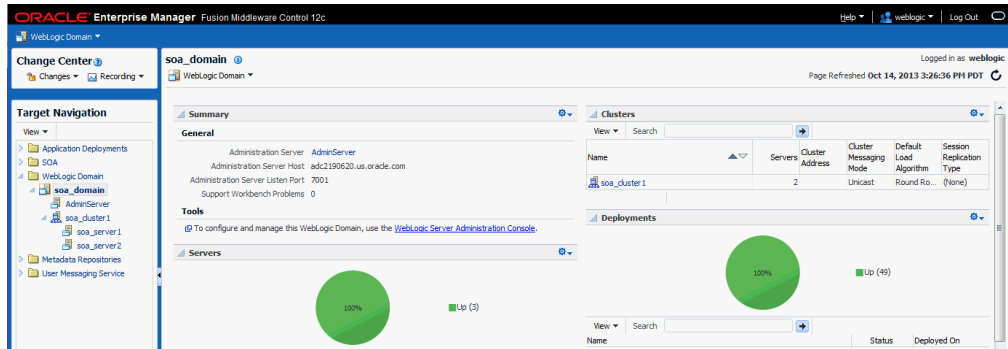 ORACLE Enterprise Manager Fusion Middleware Control 12c
Help weblogic Log Out
WebLogic Domain
Change Center
Changes Recording
soa_domain
WebLogic Domain
Logged in as weblogic
Page Refreshed Oct 14, 2013 3:26:36 PM PDT
Target Navigation
View
Application Deployments
SOA
WebLogic Domain
soa_domain
AdminServer
soa_cluster1
soa_server1
soa_server2
Metadata Repositories
User Messaging Service
Summary
General
Administration Server AdminServer
Administration Server Host adc2190620.us.oracle.com
Administration Server Listen Port 7001
Support Workbench Problems 0
Tools
To configure and manage this WebLogic Domain, use the WebLogic Server Administration Console.
Servers
100%
Up (3)
Clusters
View Search
Name Servers Cluster Address Cluster Messaging Mode Default Load Algorithm Session Replication Type
soa_cluster1 2 Unicast Round Ro... (None)
Deployments
100%
Up (49)
View Search
Name Status Deployed On